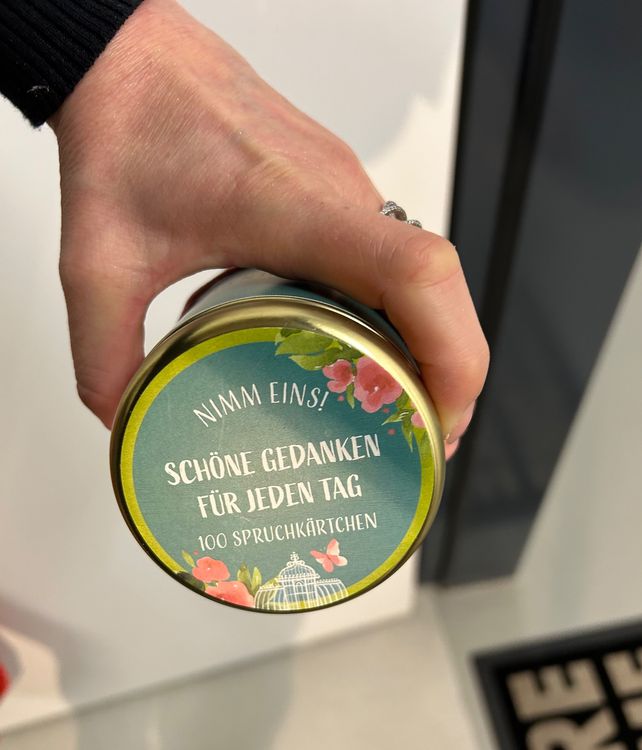 NIMM EINS!
SCHÖNE GEDANKEN
FÜR JEDEN TAG
100 SPRUCHKÄRTCHEN